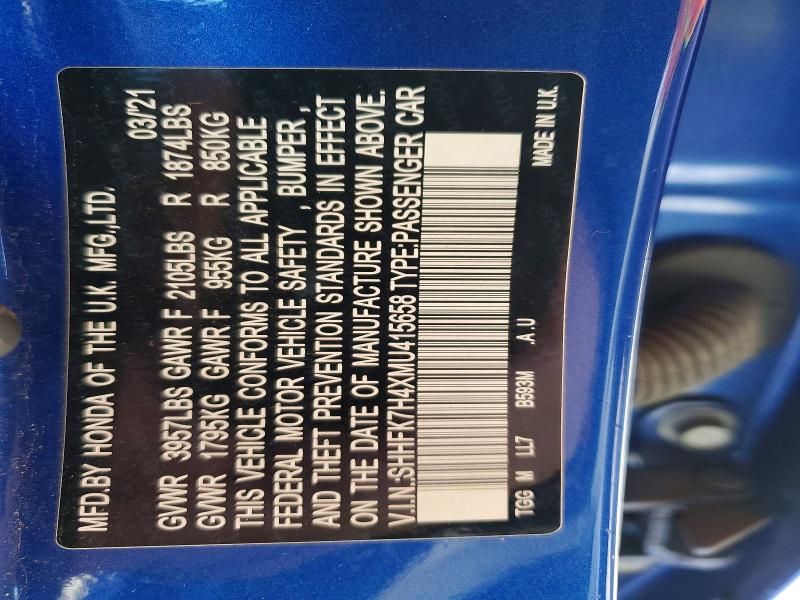 MFD.BY HONDA OF THE U.K. MFG.,LTD. 03/'21
GVWR 3957LBS GAWR F 2105LBS R 1874LBS
GVWR 1795KG GAWR F 955KG R 850KG
THIS VEHICLE CONFORMS TO ALL APPLICABLE
FEDERAL MOTOR VEHICLE SAFETY , BUMPER ,
AND THEFT PREVENTION STANDARDS IN EFFECT
ON THE DATE OF MANUFACTURE SHOWN ABOVE.
V.I.N.:SHHFK7H4XMU415658 TYPE:PASSENGER CAR
TGG M LL7 B593M .A .U MADE IN U.K.